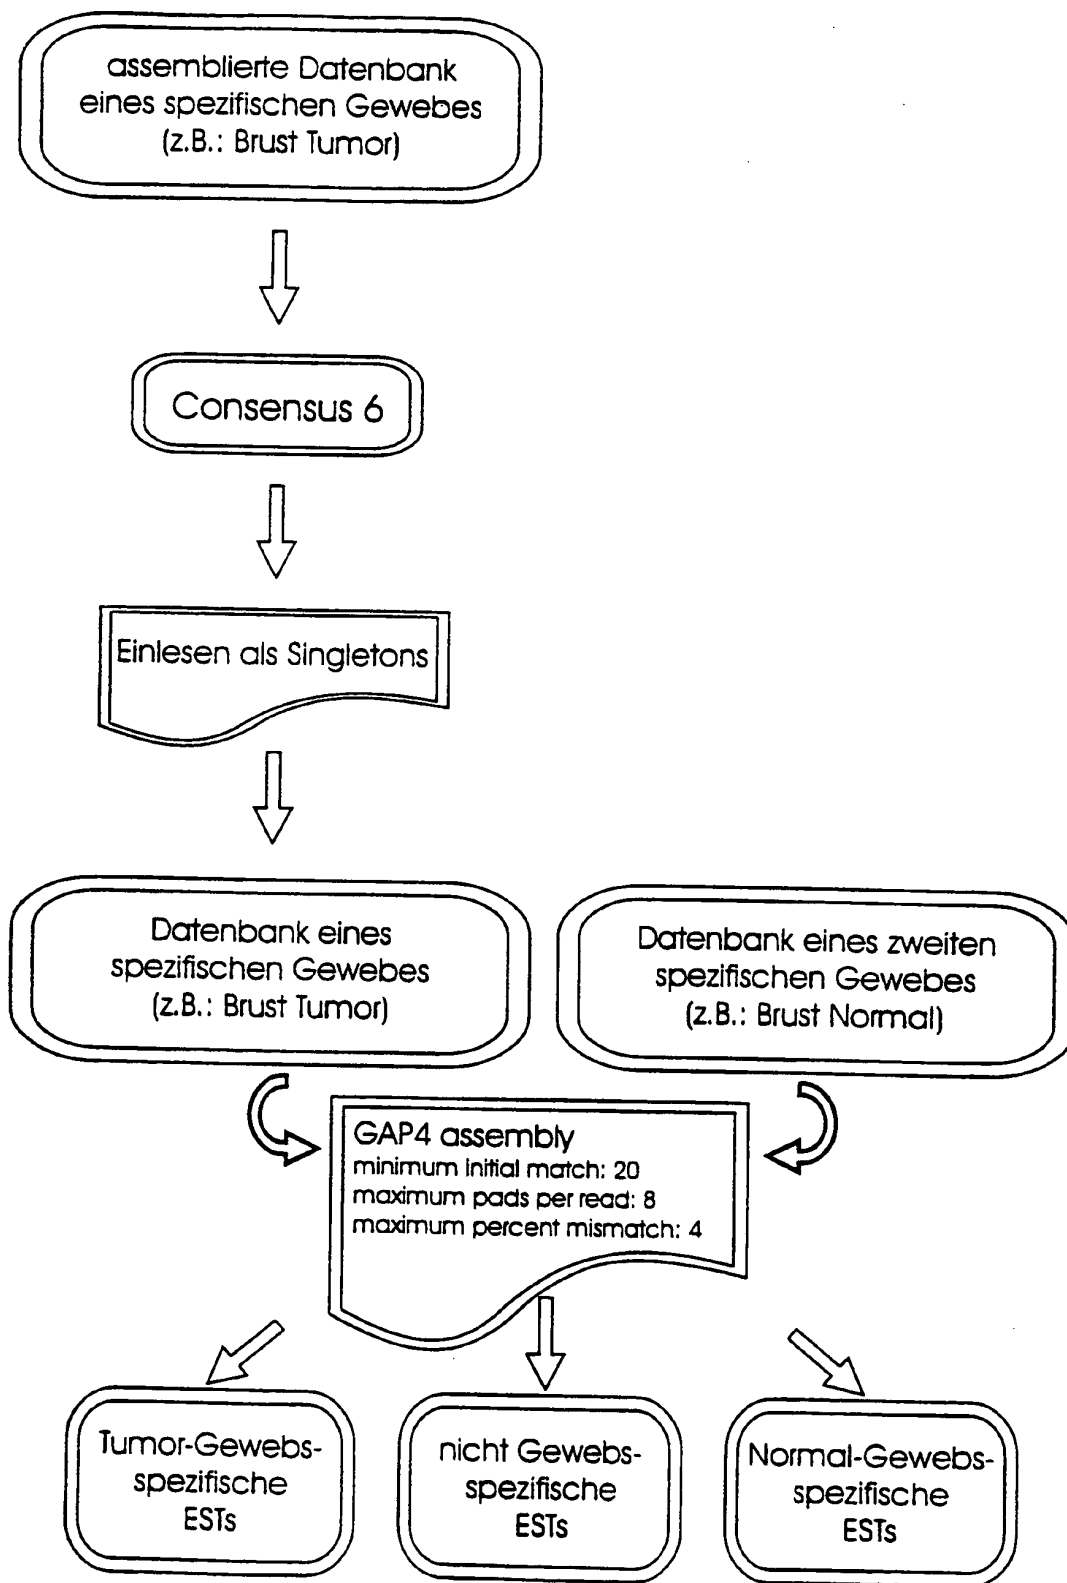 assemblierte Datenbank
eines spezifischen Gewebes
(z.B.: Brust Tumor)
Consensus 6
Einlesen als Singletons
Datenbank eines
spezifischen Gewebes
(z.B.: Brust Tumor)
Datenbank eines zweiten
spezifischen Gewebes
(z.B.: Brust Normal)
GAP4 assembly
minimum initial match: 20
maximum pads per read: 8
maximum percent mismatch: 4
Tumor-Gewebs-
spezifische
ESTs
nicht Gewebs-
spezifische
ESTs
Normal-Gewebs-
spezifische
ESTs